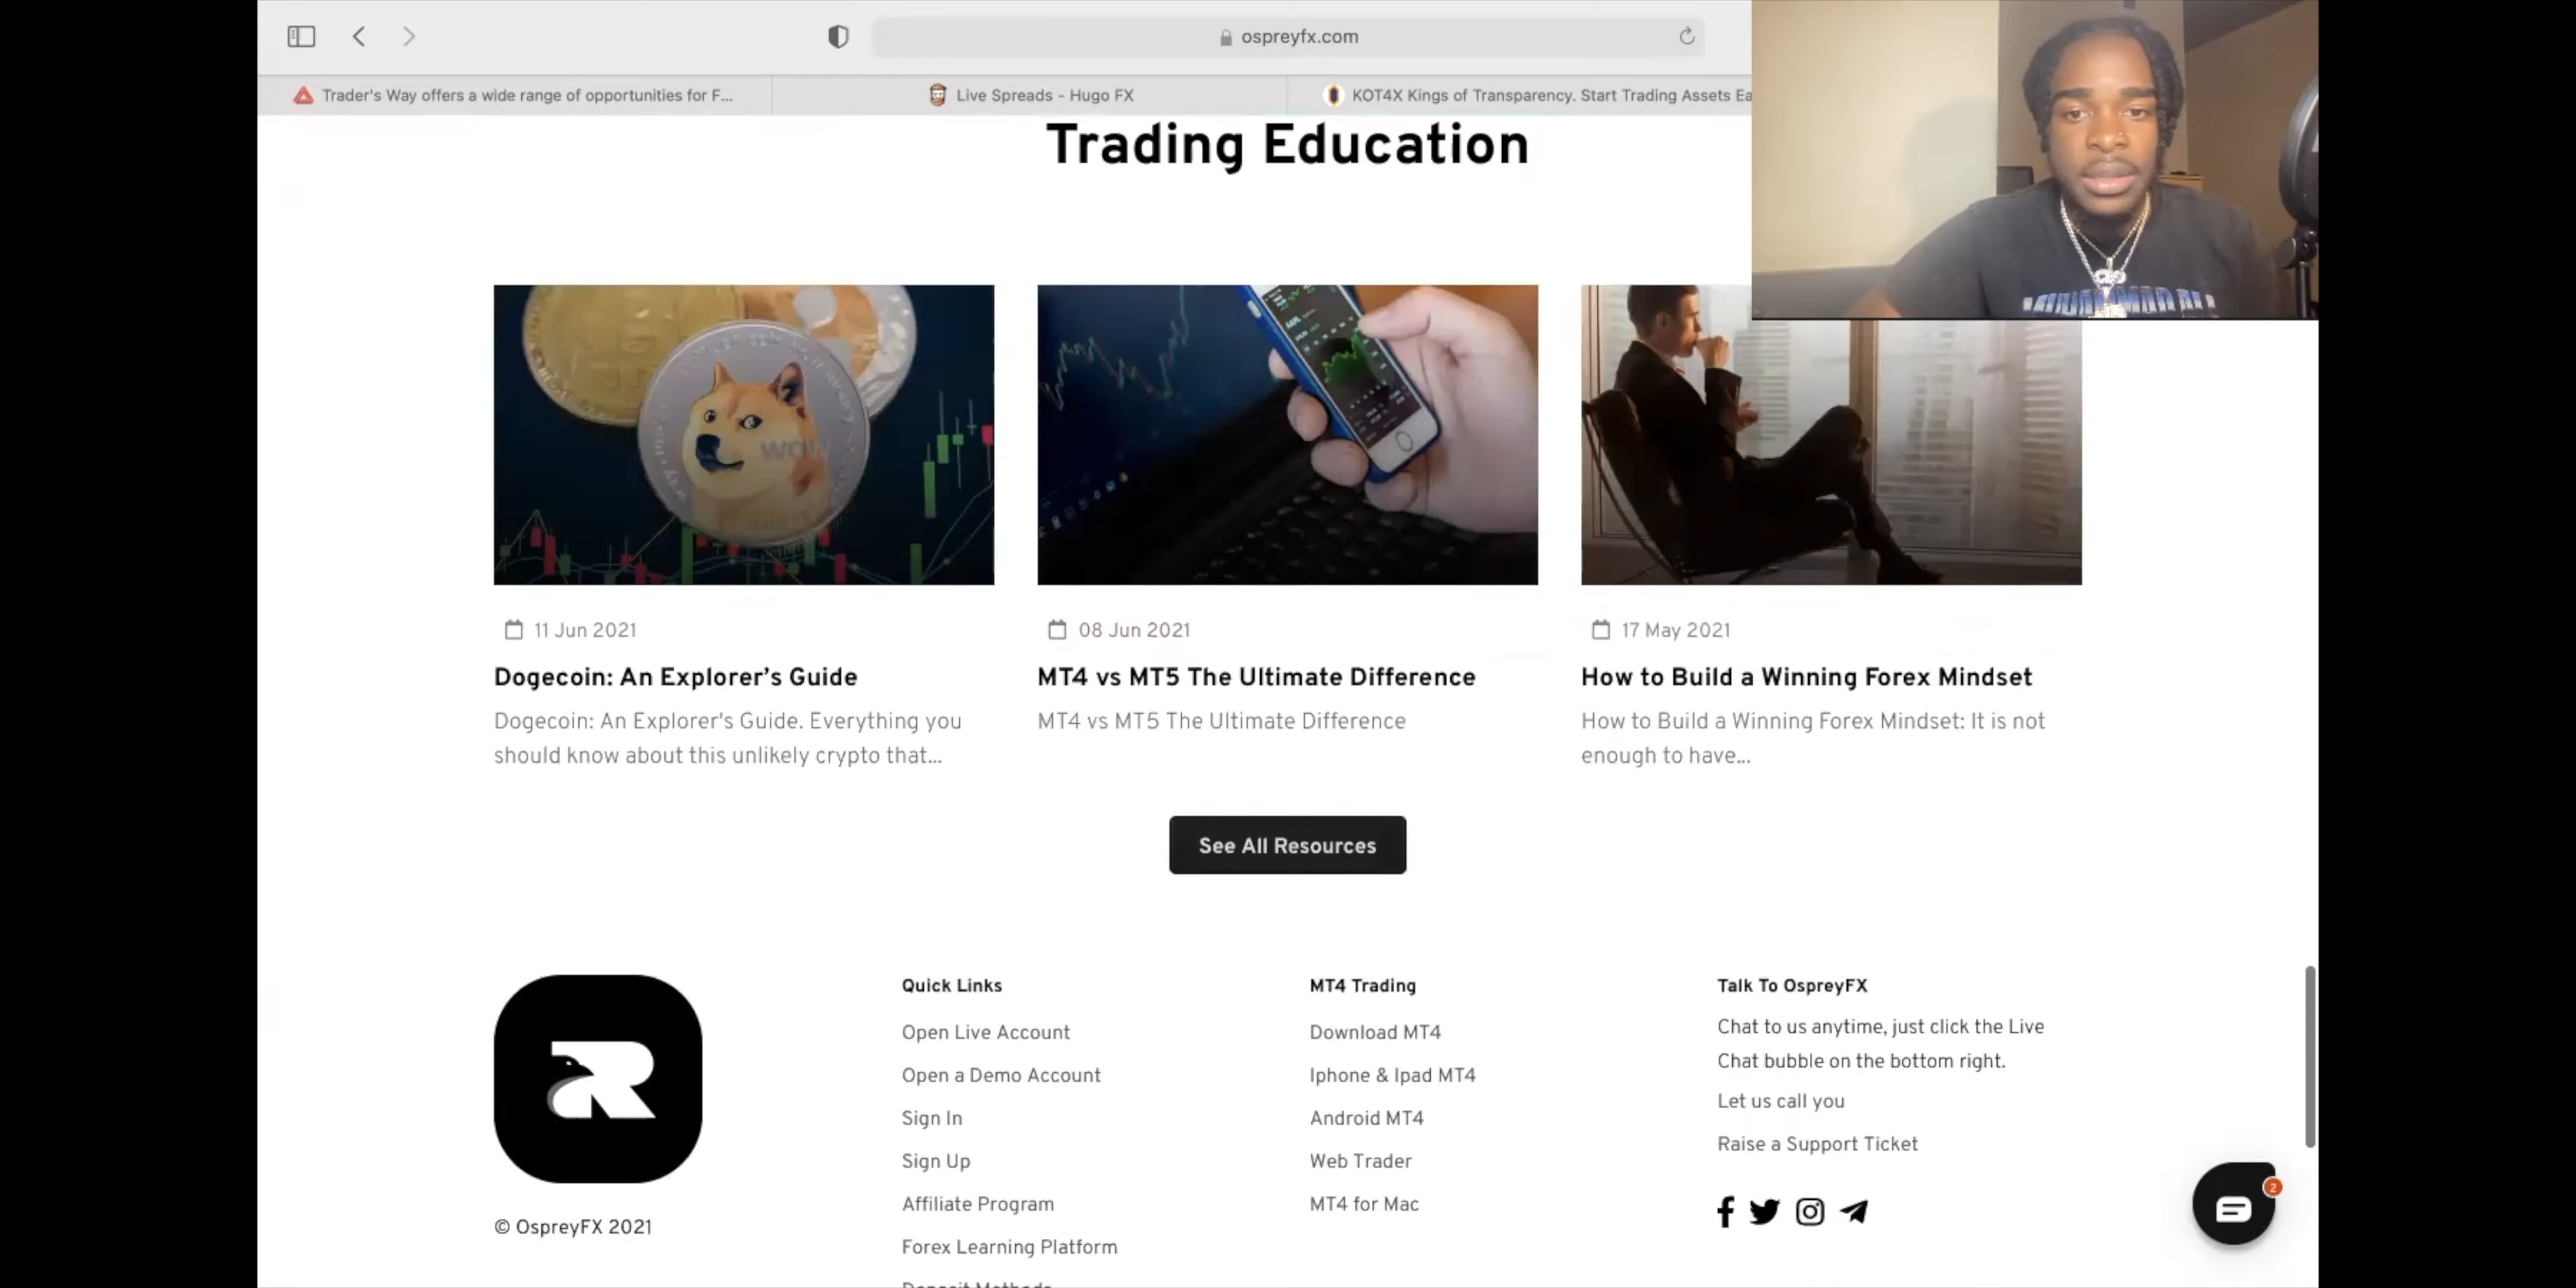 ospreyfx.com
Trader's Way offers a wide range of opportunities for F...
Live Spreads - Hugo FX
KOT4X Kings of Transparency. Start Trading Assets Ea
Trading Education
WOW
11 Jun 2021
08 Jun 2021
17 May 2021
Dogecoin: An Explorer’s Guide
MT4 vs MT5 The Ultimate Difference
How to Build a Winning Forex Mindset
Dogecoin: An Explorer's Guide. Everything you
should know about this unlikely crypto that...
MT4 vs MT5 The Ultimate Difference
How to Build a Winning Forex Mindset: It is not
enough to have...
See All Resources
Quick Links
Open Live Account
Open a Demo Account
Sign In
Sign Up
Affiliate Program
Forex Learning Platform
Deposit Methods
MT4 Trading
Download MT4
Iphone & Ipad MT4
Android MT4
Web Trader
MT4 for Mac
Talk To OspreyFX
Chat to us anytime, just click the Live
Chat bubble on the bottom right.
Let us call you
Raise a Support Ticket
2
© OspreyFX 2021